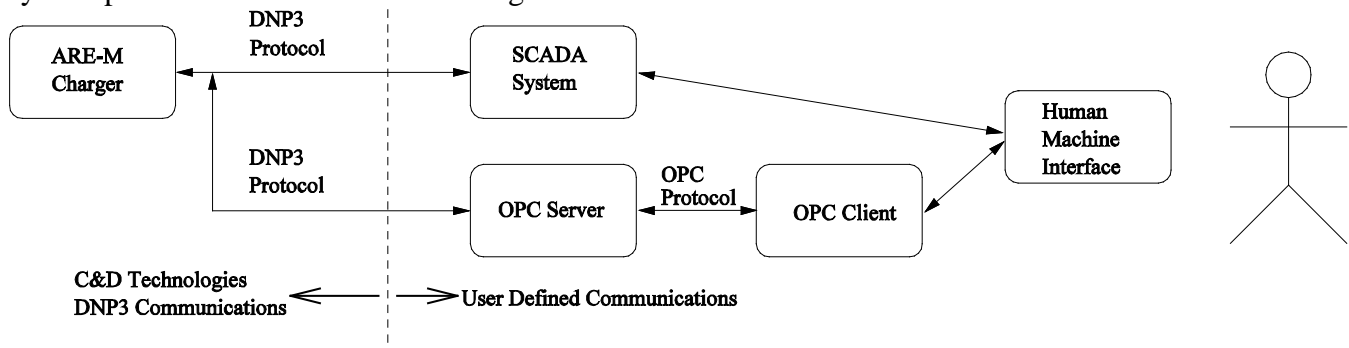 DNP3
Protocol
ARE-M
Charger
SCADA
System
Human
Machine
Interface
DNP3
Protocol
OPC
Protocol
OPC Server
OPC Client
C&D Technologies
DNP3 Communications
User Defined Communications